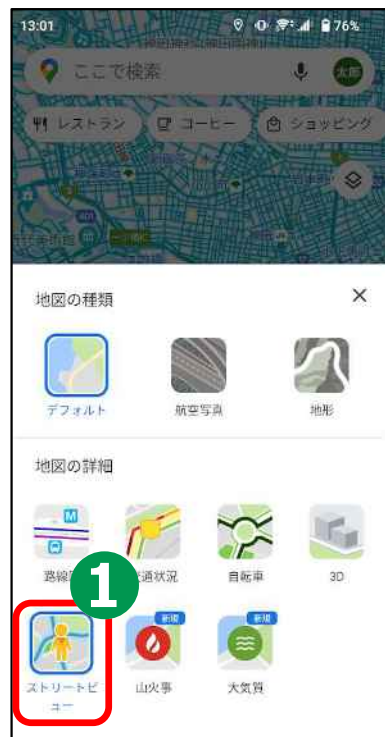 13:01 76%
ここで検索 太郎
レストラン コーヒー ショッピング
地図の種類
デフォルト 航空写真 地形
地図の詳細
M
路線 通状況 自転車 3D
1
新規 新規
ストリートビ
ュー
山火事 大気質